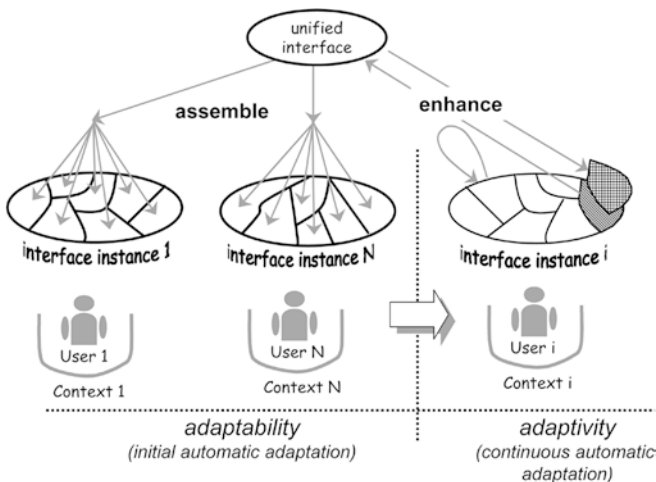 unified
interface
assemble
enhance
interface instance 1
interface instance N
interface instance i
User 1
User N
User i
Context 1
Context N
Context i
adaptability
(initial automatic adaptation)
adaptivity
(continuous automatic
adaptation)